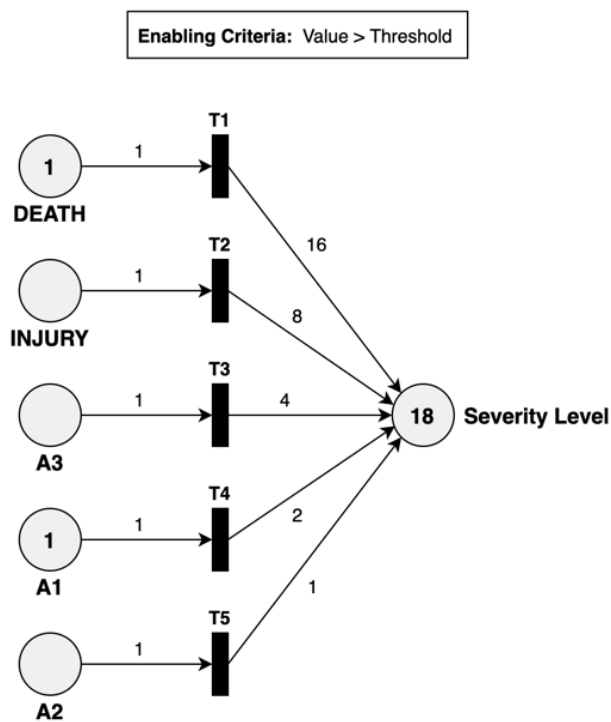 Enabling Criteria: Value > Threshold
T1
1
1
DEATH
16
T2
1
8
INJURY
T3
1
4
18
Severity Level
A3
T4
1
1
2
A1
T5
1
1
A2